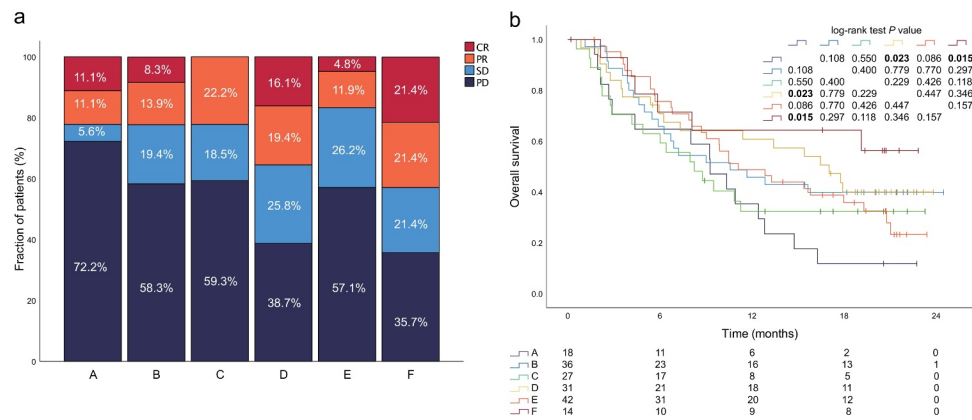 a
CR
PR
SD
PD
Fraction of patients (%)
100
80
60
40
20
0
11.1%
11.1%
5.6%
72.2%
8.3%
13.9%
19.4%
58.3%
22.2%
18.5%
59.3%
16.1%
19.4%
25.8%
38.7%
4.8%
11.9%
26.2%
57.1%
21.4%
21.4%
21.4%
35.7%
A B C D E F
b
log-rank test P value
0.108 0.550 0.023 0.086 0.015
0.108 0.400 0.779 0.770 0.297
0.550 0.400 0.229 0.426 0.118
0.023 0.779 0.229 0.447 0.346
0.086 0.770 0.426 0.447 0.157
0.015 0.297 0.118 0.346 0.157
Overall survival
1.0
0.8
0.6
0.4
0.2
0.0
0 6 12 18 24
Time (months)
A 18 11 6 2 0
B 36 23 16 13 1
C 27 17 8 5 0
D 31 21 18 11 0
E 42 31 20 12 0
F 14 10 9 8 0